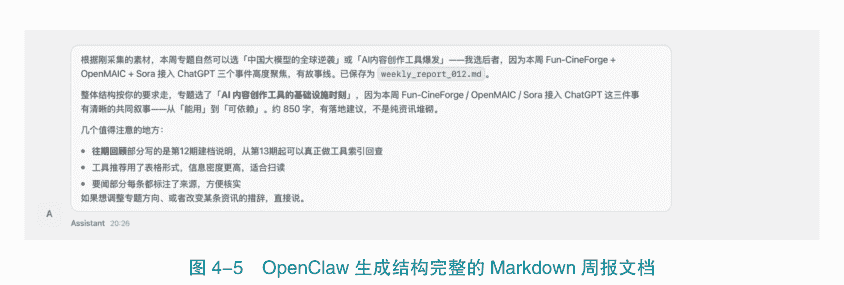 根据刚采集的素材，本周专题自然可以选「中国大模型的全球逆袭」或「AI内容创作工具爆发」——我选后者，因为本周 Fun-CineForge +
OpenMAIC + Sora 接入 ChatGPT 三个事件高度聚焦，有故事线。已保存为 weekly_report_012.md。
整体结构按你的要求走，专题选了「AI 内容创作工具的基础设施时刻」，因为本周 Fun-CineForge / OpenMAIC / Sora 接入 ChatGPT 这三件事
有清晰的共同叙事——从「能用」到「可依赖」。约 850 字，有落地建议，不是纯资讯堆砌。
几个值得注意的地方：
• 往期回顾部分写的是第12期建档说明，从第13期起可以真正做工具索引回查
• 工具推荐用了表格形式，信息密度更高，适合扫读
• 要闻部分每条都标注了来源，方便核实
如果想调整专题方向、或者改变某条资讯的措辞，直接说。
A
Assistant 20:26
图 4-5 OpenClaw 生成结构完整的 Markdown 周报文档